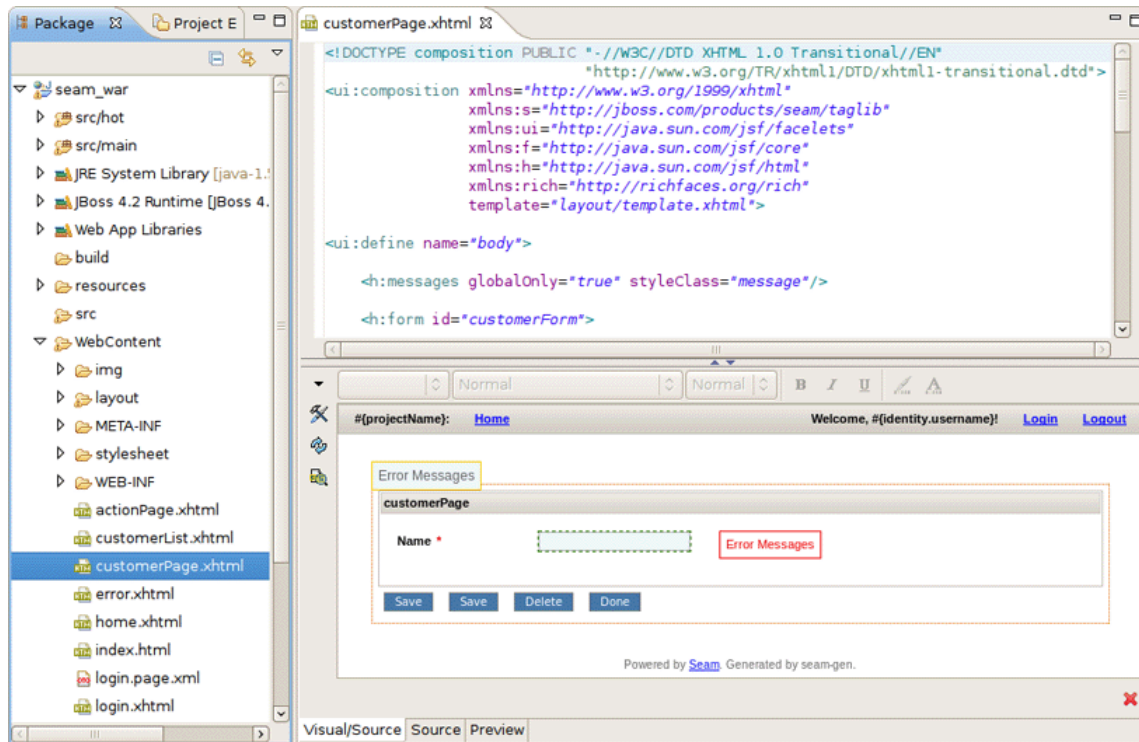 Package
Project E
seam_war
src/hot
src/main
JRE System Library [java-1.
JBoss 4.2 Runtime [JBoss 4.
Web App Libraries
build
resources
src
WebContent
img
layout
META-INF
stylesheet
WEB-INF
actionPage.xhtml
customerList.xhtml
customerPage.xhtml
error.xhtml
home.xhtml
index.html
login.page.xml
login.xhtml
customerPage.xhtml
<!DOCTYPE composition PUBLIC "-//W3C//DTD XHTML 1.0 Transitional//EN"
"http://www.w3.org/TR/xhtml1/DTD/xhtml1-transitional.dtd">
<ui:composition xmlns="http://www.w3.org/1999/xhtml"
xmlns:s="http://jboss.com/products/seam/taglib"
xmlns:ui="http://java.sun.com/jsf/facelets"
xmlns:f="http://java.sun.com/jsf/core"
xmlns:h="http://java.sun.com/jsf/html"
xmlns:rich="http://richfaces.org/rich"
template="layout/template.xhtml">
<ui:define name="body">
<h:messages globalOnly="true" styleClass="message"/>
<h:form id="customerForm">
Normal Normal B I U A
#{projectName}: Home Welcome, #{identity.username}! Login Logout
Error Messages
customerPage
Name * Error Messages
Save Save Delete Done
Powered by Seam. Generated by seam-gen.
Visual/Source Source Preview